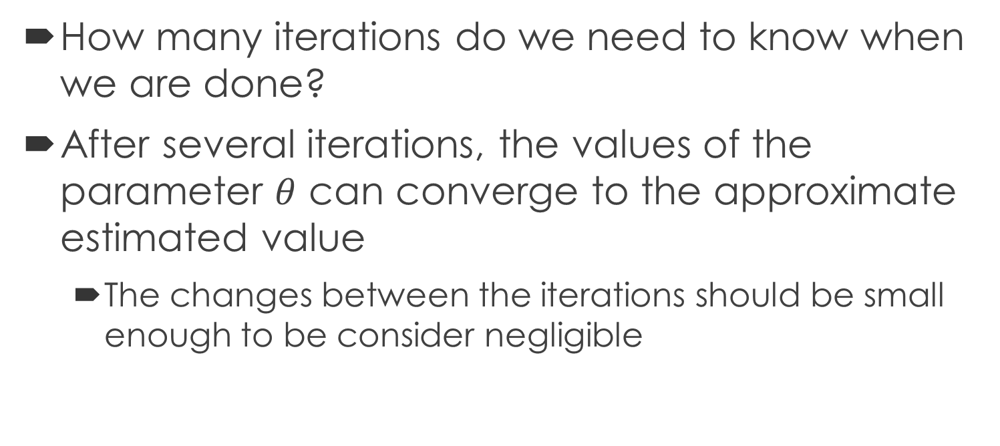 How many iterations do we need to know when
we are done?
After several iterations, the values of the
parameter θ can converge to the approximate
estimated value
The changes between the iterations should be small
enough to be consider negligible